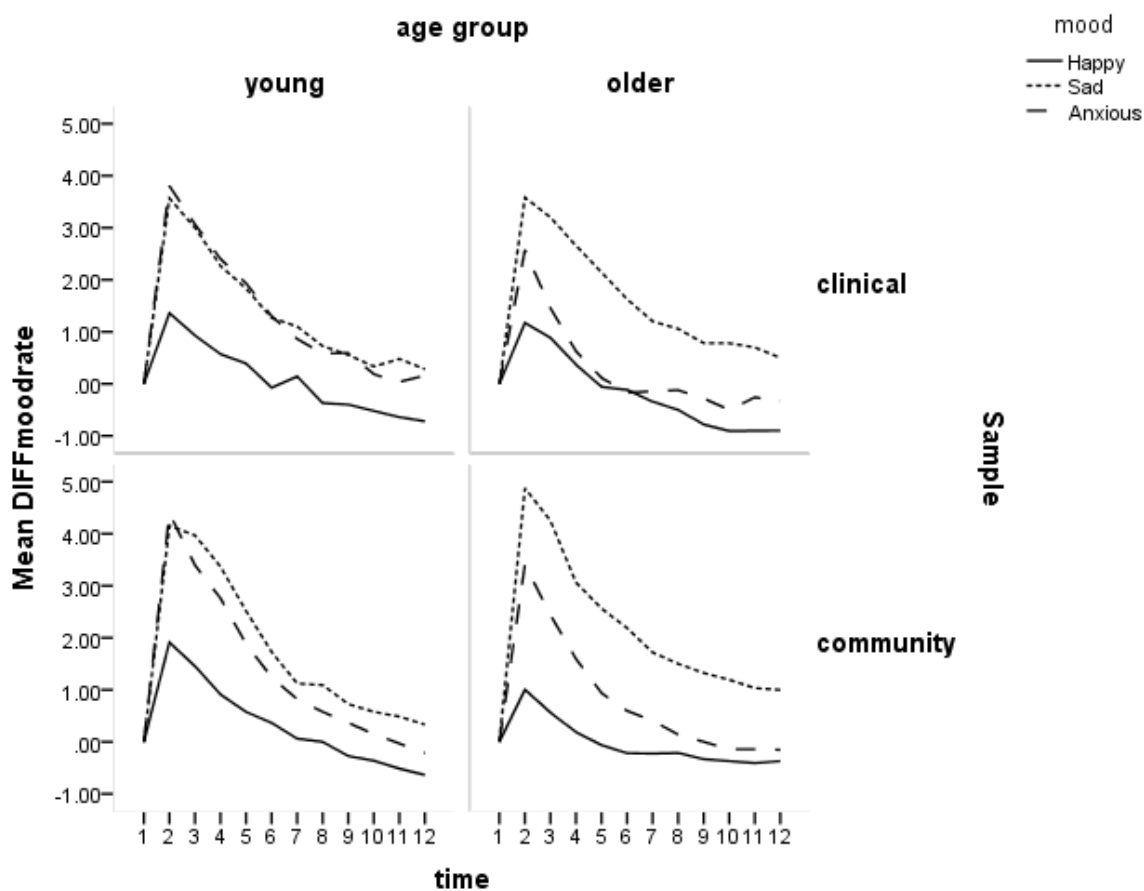 age group
young
older
mood
Happy
Sad
Anxious
5.00
4.00
3.00
2.00
1.00
.00
-1.00
clinical
5.00
4.00
3.00
2.00
1.00
.00
-1.00
community
Mean DIFFmoodrate
Sample
1 2 3 4 5 6 7 8 9 10 11 12
1 2 3 4 5 6 7 8 9 10 11 12
time